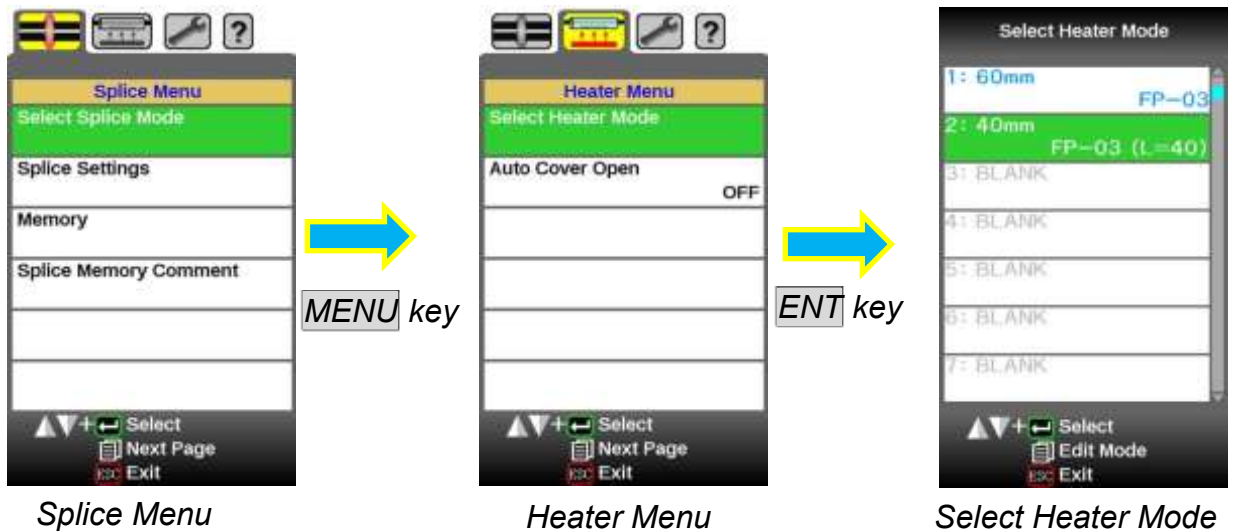 ?
Splice Menu
Select Splice Mode
Splice Settings
Memory
Splice Memory Comment
+ Select
Next Page
ESC Exit
Splice Menu
MENU key
?
Heater Menu
Select Heater Mode
Auto Cover Open
OFF
+ Select
Next Page
ESC Exit
Heater Menu
ENT key
Select Heater Mode
1: 60mm
FP-03
2: 40mm
FP-03 (L=40)
3: BLANK
4: BLANK
5: BLANK
6: BLANK
7: BLANK
+ Select
Edit Mode
ESC Exit
Select Heater Mode